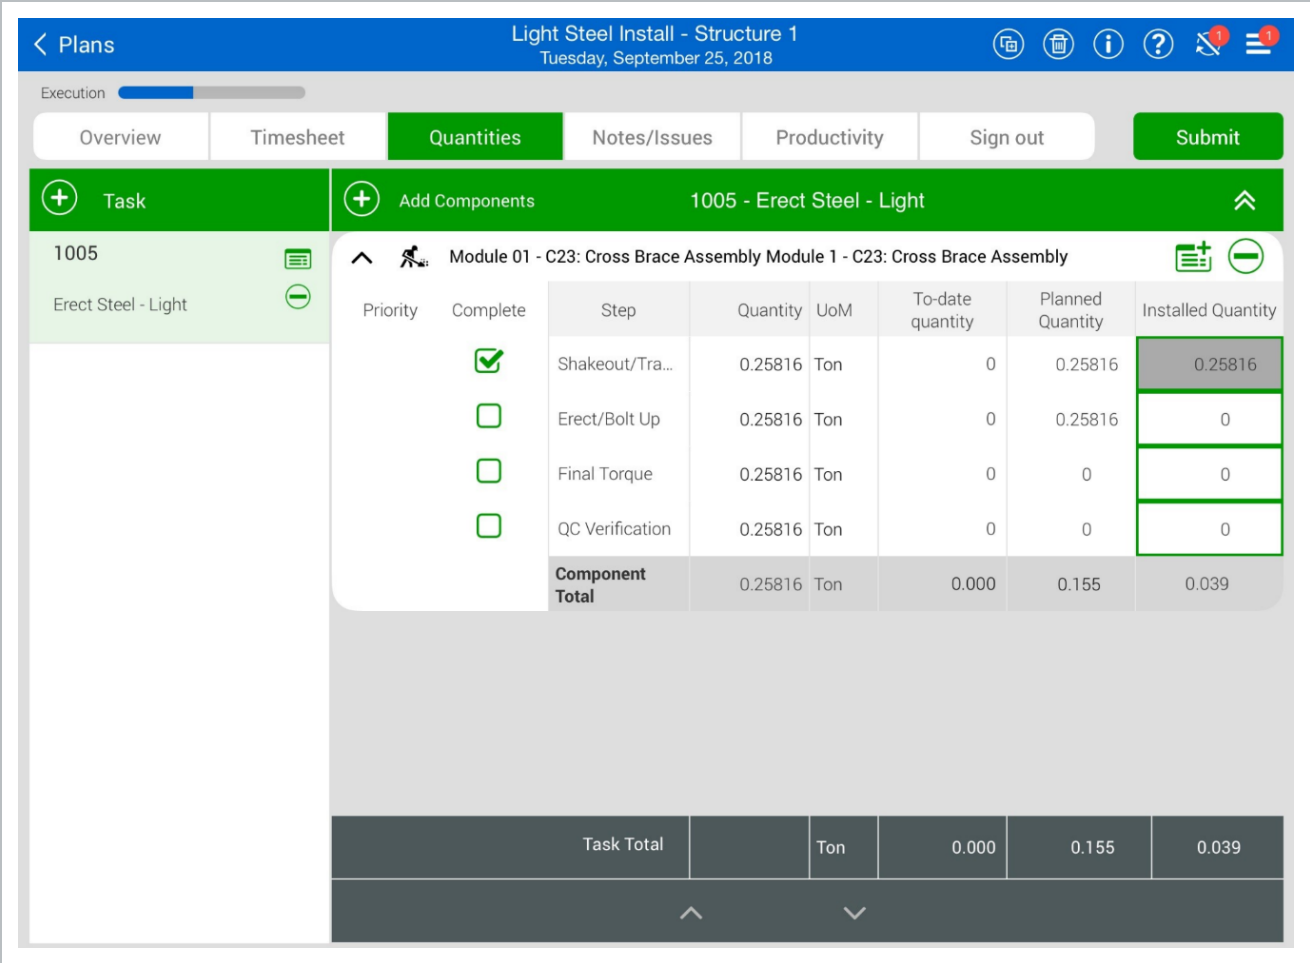 Plans
Light Steel Install - Structure 1
Tuesday, September 25, 2018
1
1
Execution
Overview
Timesheet
Quantities
Notes/Issues
Productivity
Sign out
Submit
Task
Add Components
1005 - Erect Steel - Light
1005
Erect Steel - Light
Module 01 - C23: Cross Brace Assembly Module 1 - C23: Cross Brace Assembly
Priority Complete Step Quantity UoM To-date quantity Planned Quantity Installed Quantity
Shakeout/Tra... 0.25816 Ton 0 0.25816 0.25816
Erect/Bolt Up 0.25816 Ton 0 0.25816 0
Final Torque 0.25816 Ton 0 0 0
QC Verification 0.25816 Ton 0 0 0
Component Total 0.25816 Ton 0.000 0.155 0.039
Task Total Ton 0.000 0.155 0.039